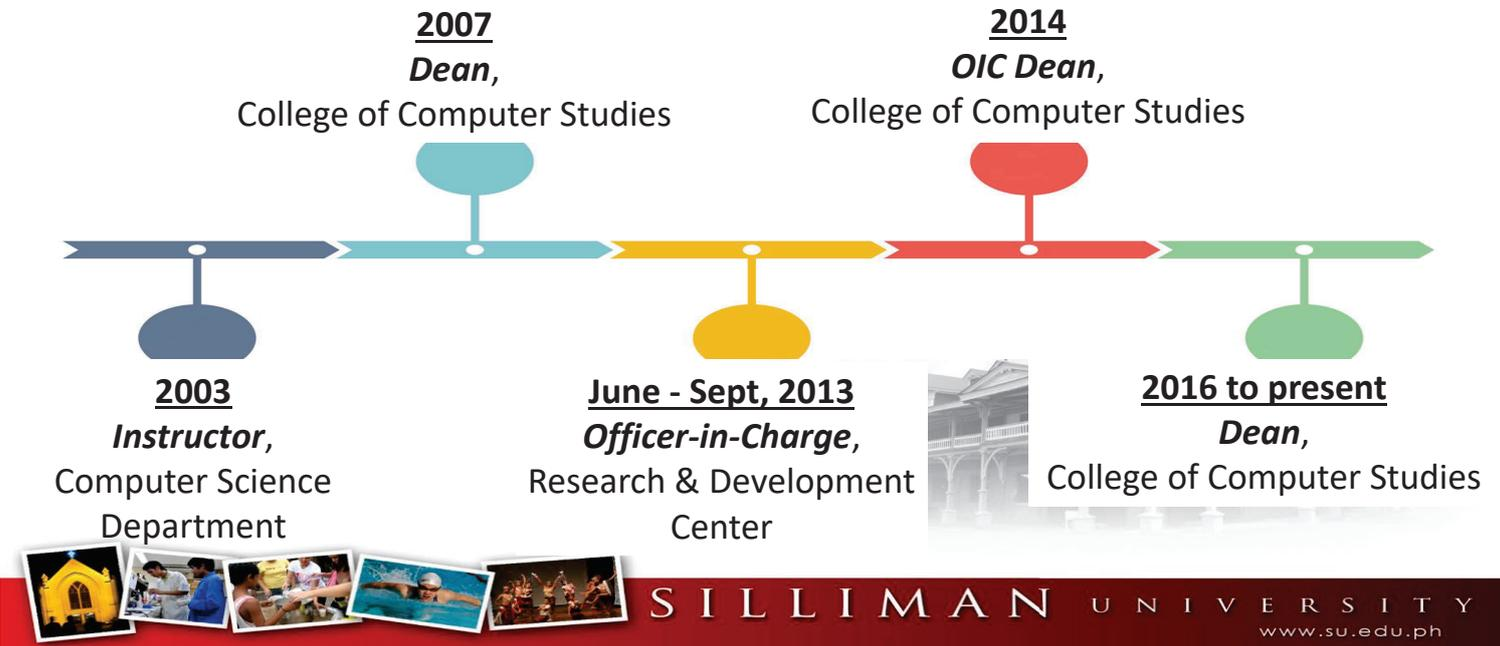 2007
Dean,
College of Computer Studies
2014
OIC Dean,
College of Computer Studies
2003
Instructor,
Computer Science
Department
June - Sept, 2013
Officer-in-Charge,
Research & Development
Center
2016 to present
Dean,
College of Computer Studies
SILLIMAN UNIVERSITY
www.su.edu.ph